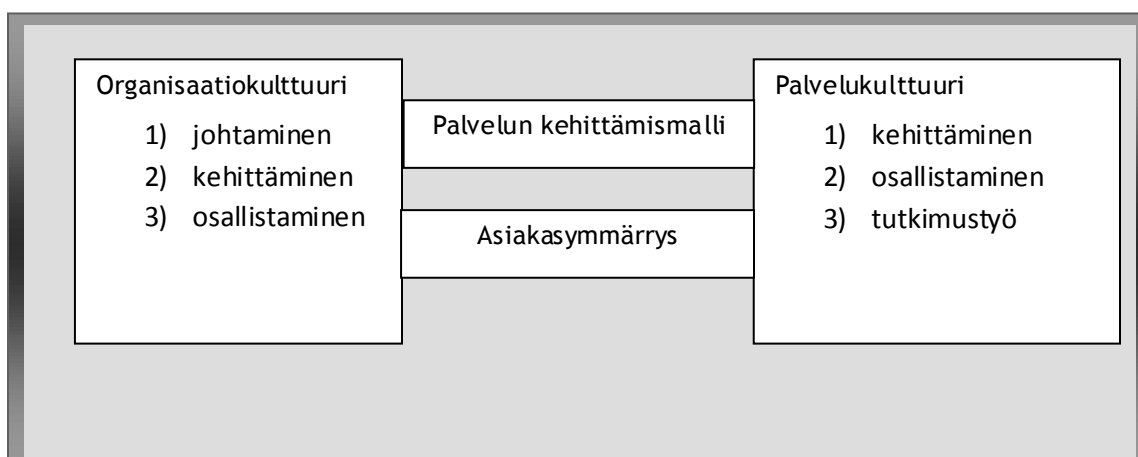 Organisaatiokulttuuri
1) johtaminen
2) kehittäminen
3) osallistaminen
Palvelun kehittämismalli
Asiakasymmärrys
Palvelukulttuuri
1) kehittäminen
2) osallistaminen
3) tutkimustyö